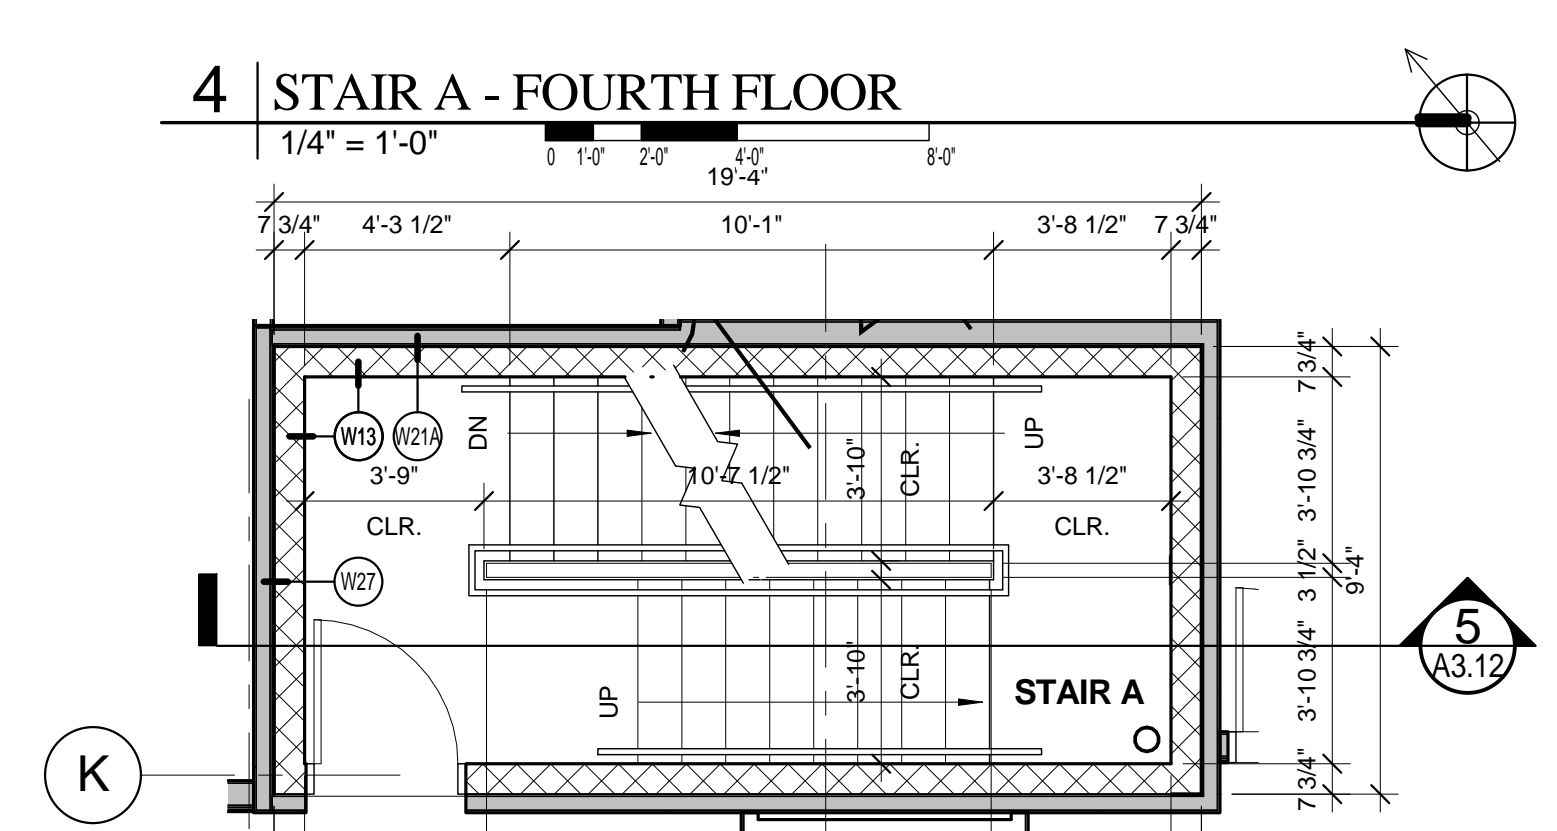 4 STAIR A - FOURTH FLOOR
1/4" = 1'-0"
0 1'-0" 2'-0" 4'-0" 8'-0"
19'-4"
7 3/4" 4'-3 1/2" 10'-1" 3'-8 1/2" 7 3/4"
7 3/4"
W13 W21A DN UP
3'-9" 10'-7 1/2" 3'-10" CLR. 3'-8 1/2" 3'-10 3/4"
CLR. CLR.
W27 3 1/2" 9'-4"
5
A3.12
UP 3'-10" CLR. STAIR A 3'-10 3/4"
K
7 3/4"